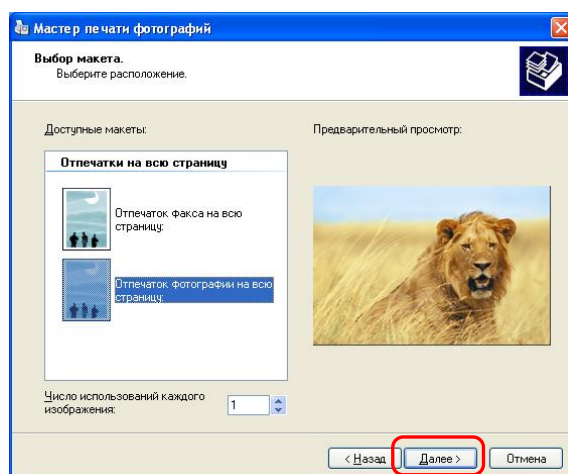 Мастер печати фотографий
Выбор макета.
Выберите расположение.
Доступные макеты:
Предварительный просмотр:
Отпечатки на всю страницу
Отпечаток факса на всю
страницу:
Отпечаток фотографии на всю
страницу:
Число использований каждого
изображения:
1
< Назад
Далее >
Отмена